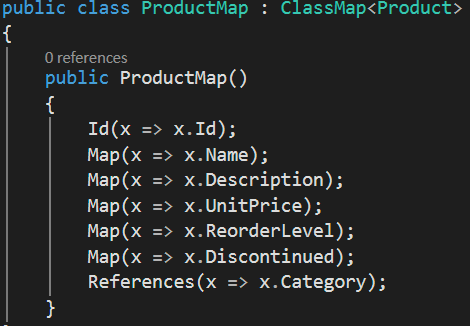 public class ProductMap : ClassMap<Product>
{
0 references
public ProductMap()
{
Id(x => x.Id);
Map(x => x.Name);
Map(x => x.Description);
Map(x => x.UnitPrice);
Map(x => x.ReorderLevel);
Map(x => x.Discontinued);
References(x => x.Category);
}